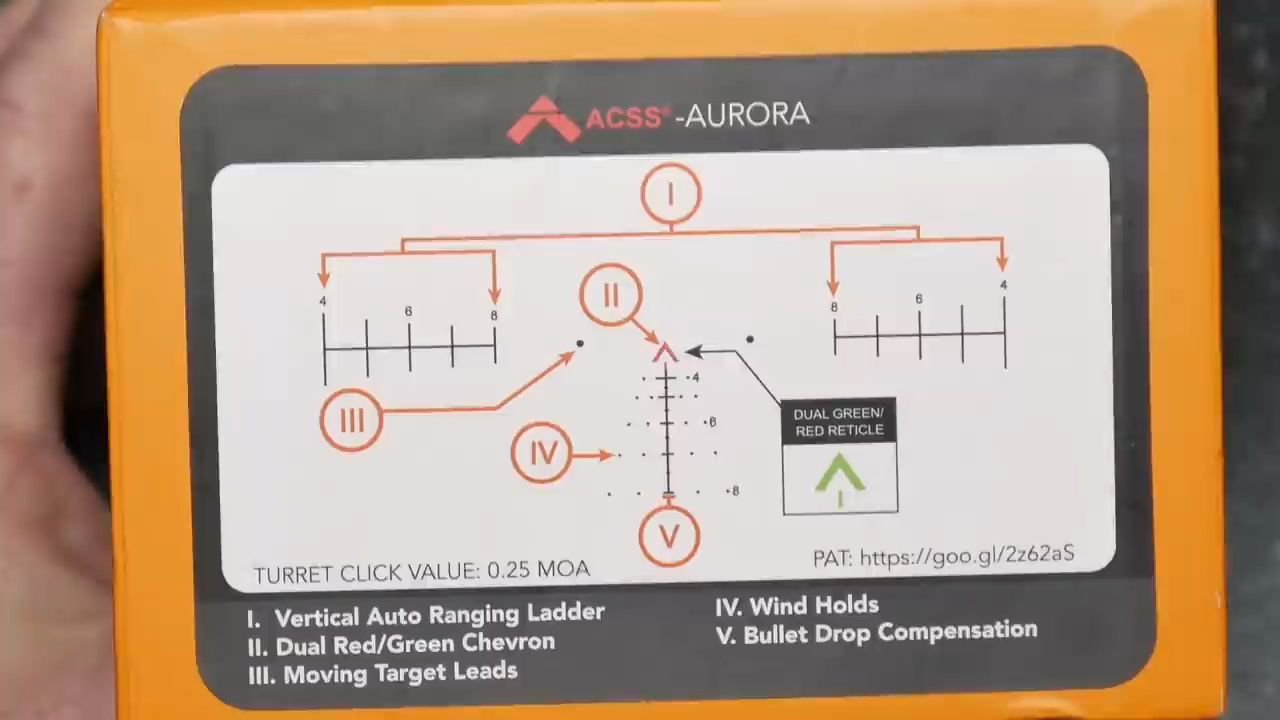 ACSS® -AURORA
I
II
4 6 8
8 6 4
III
4
6
IV
8
V
DUAL GREEN/
RED RETICLE
TURRET CLICK VALUE: 0.25 MOA
PAT: https://goo.gl/2z62aS
I. Vertical Auto Ranging Ladder
II. Dual Red/Green Chevron
III. Moving Target Leads
IV. Wind Holds
V. Bullet Drop Compensation